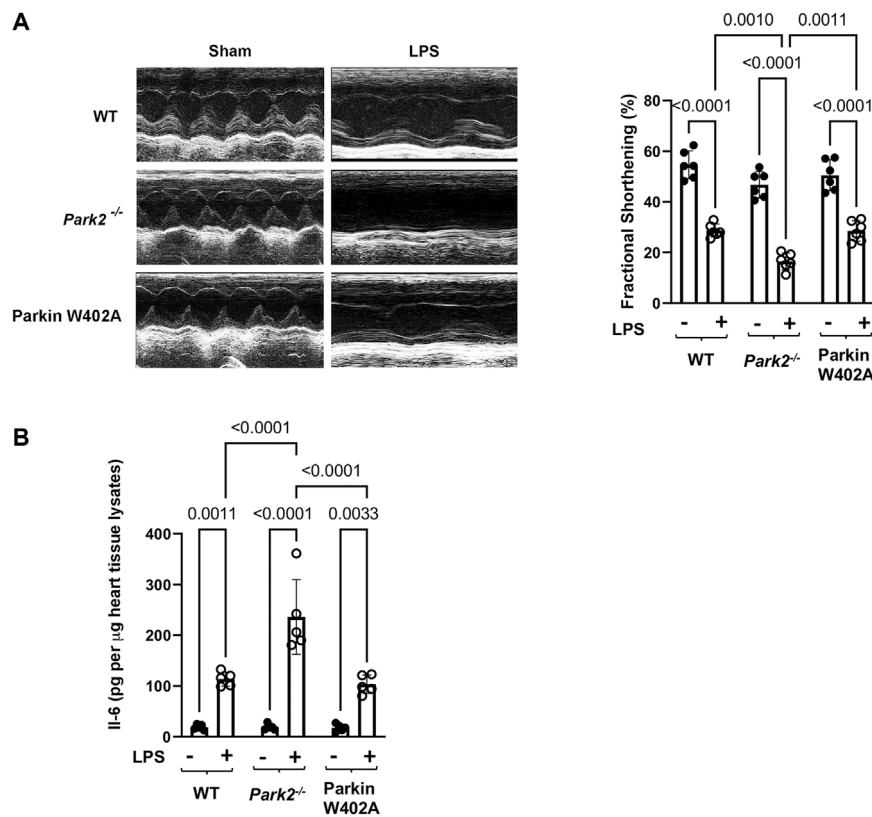 A
Sham
LPS
WT
Park2 -/-
Parkin W402A
0.0010
0.0011
<0.0001
<0.0001
<0.0001
Fractional Shorthening (%)
80
60
40
20
0
LPS
- + - + - +
WT
Park2-/-
Parkin
W402A
B
<0.0001
<0.0001
0.0011
<0.0001
0.0033
Il-6 (pg per μg heart tissue lysates)
400
300
200
100
0
LPS
- + - + - +
WT
Park2-/-
Parkin
W402A